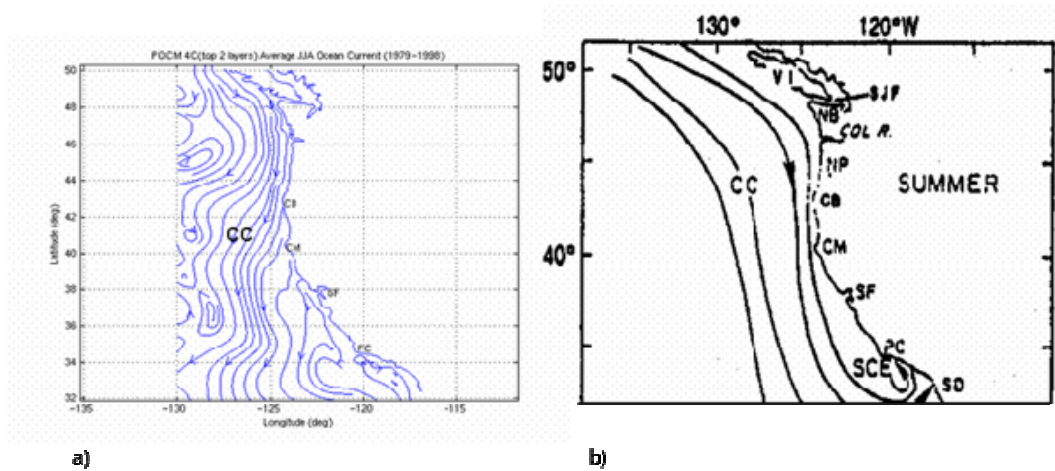 POCM 4C(top 2 layers) Average JJA Ocean Current (1979-1998)
50
48
46
44
42
40
38
36
34
32
-135
-130
-125
-120
-115
Latitude (deg)
Longitude (deg)
CB
CC
CM
SF
a)
130°
120°W
50°
40°
VI
SJF
NB
COL R.
NP
CC
SUMMER
CB
CM
SF
PC
SCE
SD
b)